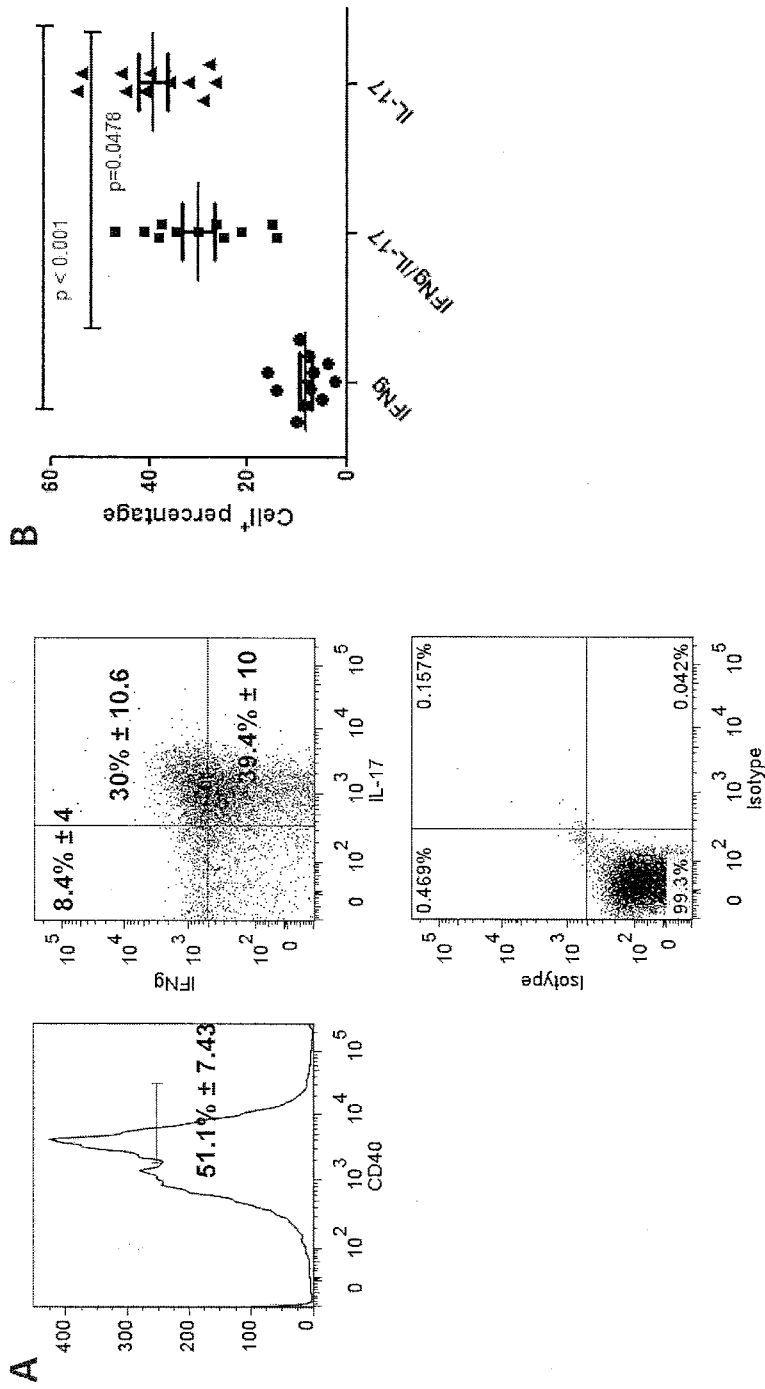 A
400
300
200
100
0
51.1% ± 7.43
0
10 2
10 3
10 4
10 5
CD40
IFNg
10 5
10 4
10 3
10 2
0
8.4% ± 4
30% ± 10.6
39.4% ± 10
0
10 2
10 3
10 4
10 5
IL-17
Isotype
10 5
10 4
10 3
10 2
0
0.469%
0.157%
99.3%
0.042%
0
10 2
10 3
10 4
10 5
Isotype
B
Cell+ percentage
60
40
20
0
p < 0.001
p=0.0478
IFNg
IFNg/IL-17
IL-17